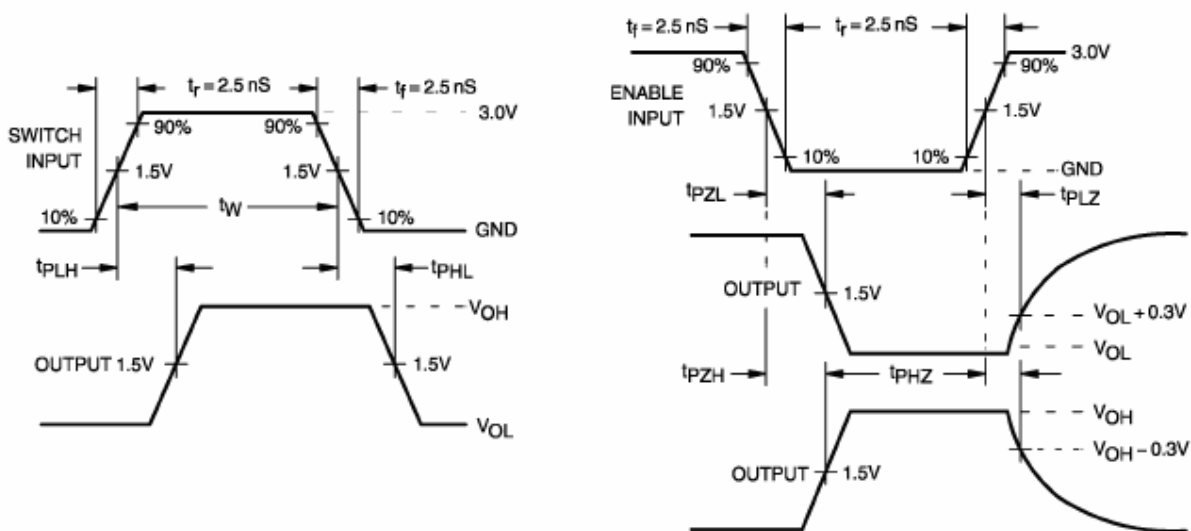 tr = 2.5 nS
tf = 2.5 nS
3.0V
SWITCH
INPUT
90%
90%
1.5V
1.5V
10%
tW
10%
GND
tPLH
tPHL
VOH
OUTPUT 1.5V
1.5V
VOL
tf = 2.5 nS
tr = 2.5 nS
3.0V
90%
90%
ENABLE
INPUT
1.5V
1.5V
10%
10%
GND
tPZL
tPLZ
OUTPUT
1.5V
VOL + 0.3V
VOL
tPZH
tPHZ
VOH
VOH – 0.3V
OUTPUT
1.5V